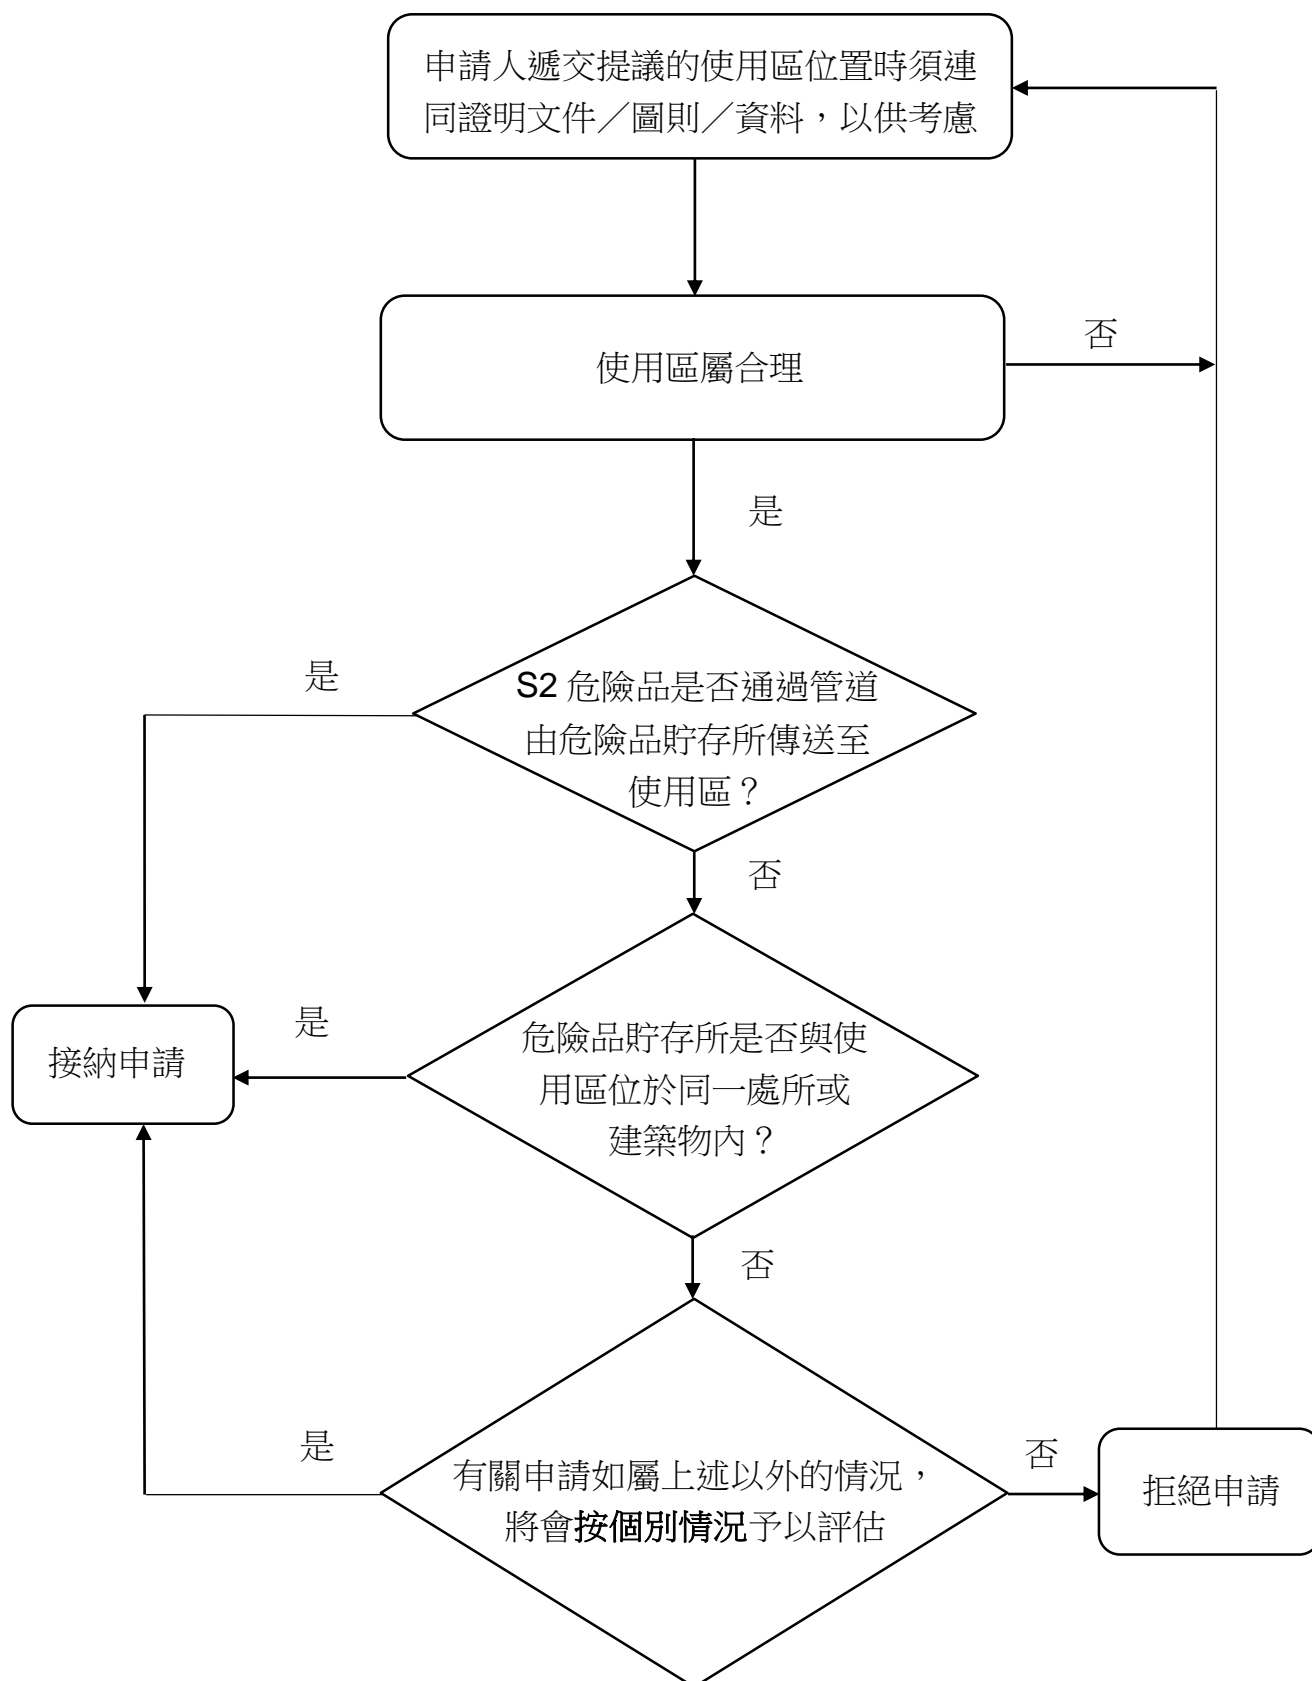 申請人遞交提議的使用區位置時須連
同證明文件／圖則／資料，以供考慮
否
使用區屬合理
是
是
S2 危險品是否通過管道
由危險品貯存所傳送至
使用區？
否
是
危險品貯存所是否與使
用區位於同一處所或
建築物內？
接納申請
否
是
有關申請如屬上述以外的情況，
將會按個別情況予以評估
否
拒絕申請